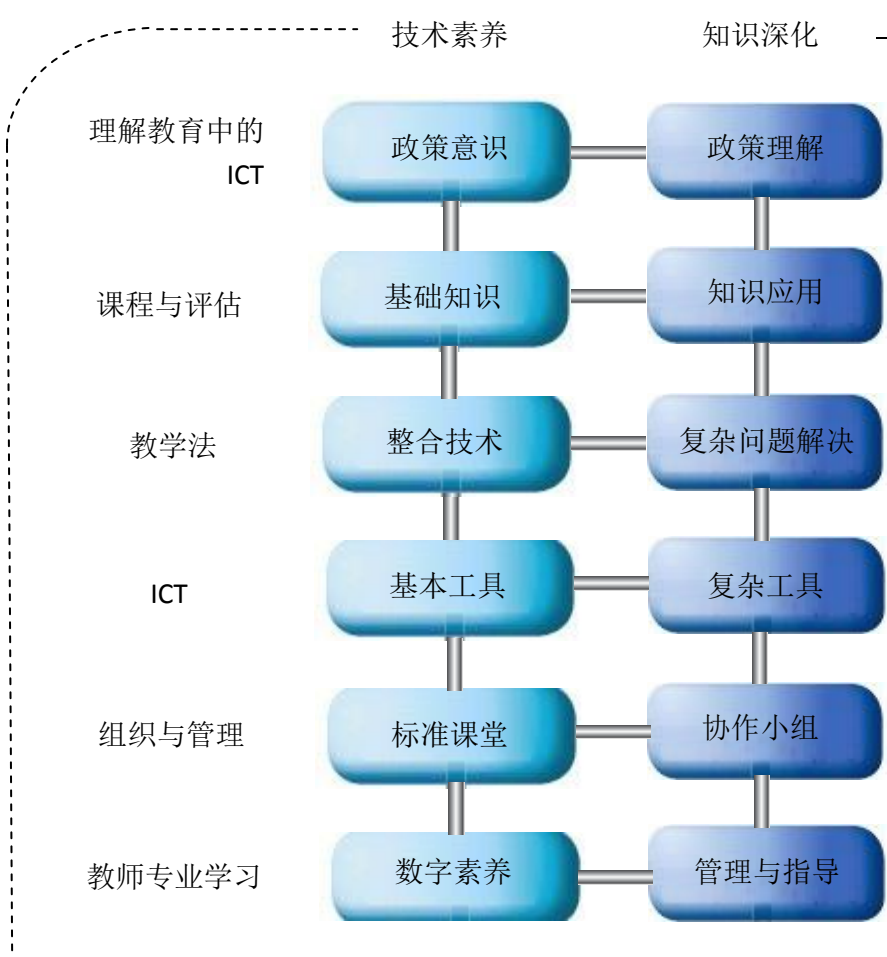 技术素养 知识深化
理解教育中的
ICT
政策意识 政策理解
课程与评估 基础知识 知识应用
教学法 整合技术 复杂问题解决
ICT 基本工具 复杂工具
组织与管理 标准课堂 协作小组
教师专业学习 数字素养 管理与指导